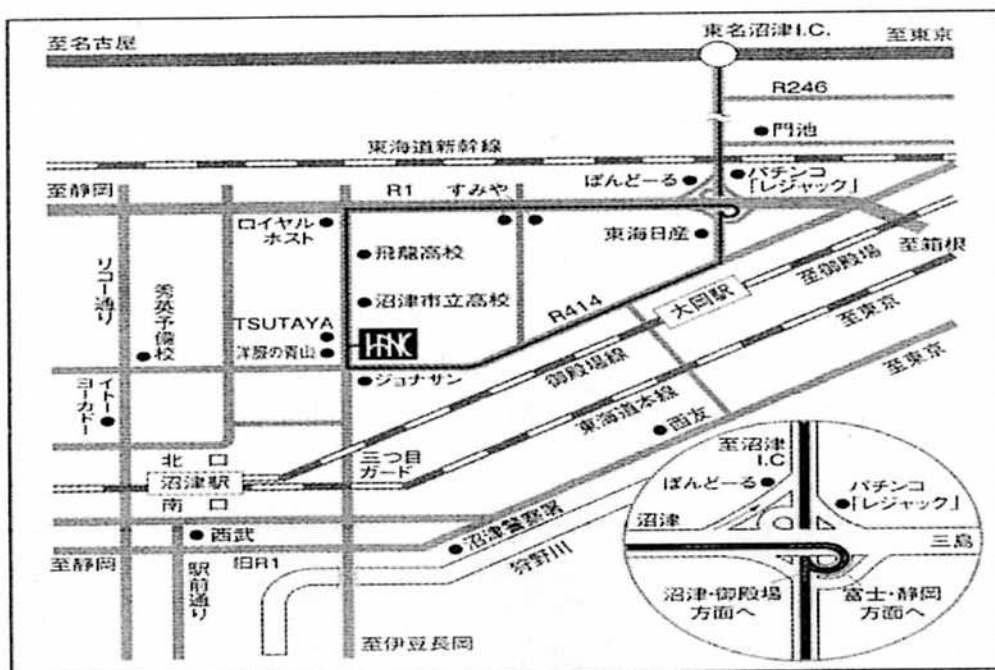 至名古屋
東名沼津I.C.
至東京
R246
門池
東海道新幹線
至静岡
R1
すみや
ぽんどーる
パチンコ
「レジャック」
ロイヤル
ホスト
東海日産
至箱根
飛龍高校
リコー通り
秀英予備校
沼津市立高校
R414
大岡駅
至御殿場
TSUTAYA
洋服の青山
至東京
御殿場線
ジョナサン
至東京
イトー
ヨーカドー
東海道本線
西友
北口
三つ目
ガード
沼津駅
南口
西武
沼津警察署
狩野川
至静岡
旧R1
駅前通り
至伊豆長岡
至沼津
I.C
ぽんどーる
パチンコ
「レジャック」
沼津
三島
沼津・御殿場
方面へ
富士・静岡
方面へ